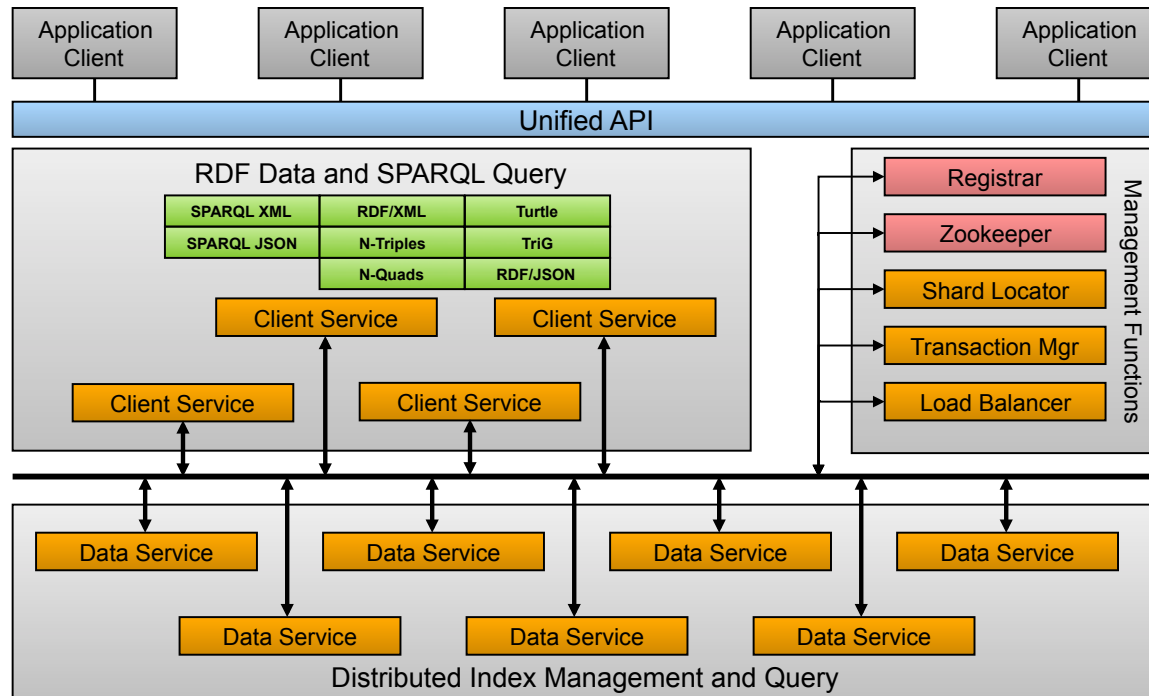 Application
Client
Application
Client
Application
Client
Application
Client
Application
Client
Unified API
RDF Data and SPARQL Query
SPARQL XML
RDF/XML
Turtle
SPARQL JSON
N-Triples
TriG
N-Quads
RDF/JSON
Client Service
Client Service
Client Service
Client Service
Registrar
Zookeeper
Shard Locator
Transaction Mgr
Load Balancer
Management Functions
Data Service
Data Service
Data Service
Data Service
Data Service
Data Service
Data Service
Distributed Index Management and Query